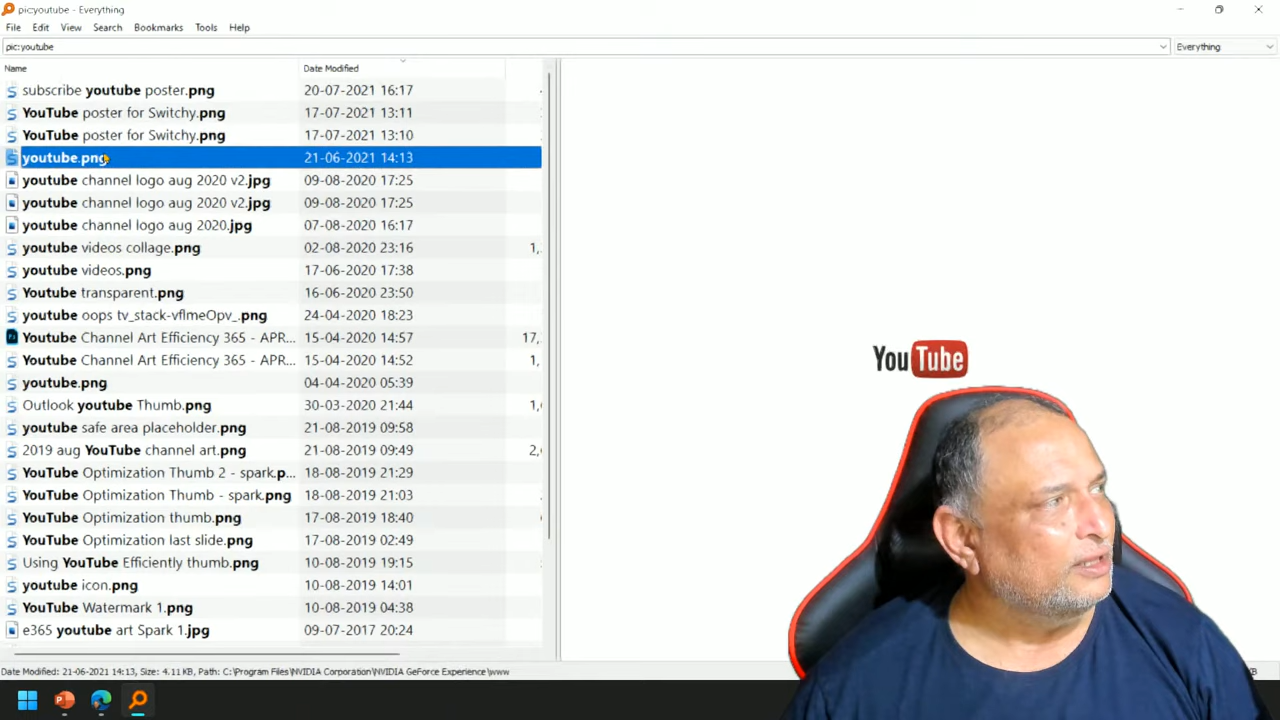 pic:youtube - Everything
File Edit View Search Bookmarks Tools Help
pic:youtube
Everything
Name Date Modified
subscribe youtube poster.png 20-07-2021 16:17
YouTube poster for Switchy.png 17-07-2021 13:11
YouTube poster for Switchy.png 17-07-2021 13:10
youtube.png 21-06-2021 14:13
youtube channel logo aug 2020 v2.jpg 09-08-2020 17:25
youtube channel logo aug 2020 v2.jpg 09-08-2020 17:25
youtube channel logo aug 2020.jpg 07-08-2020 16:17
youtube videos collage.png 02-08-2020 23:16 1,
youtube videos.png 17-06-2020 17:38
Youtube transparent.png 16-06-2020 23:50
youtube oops tv_stack-vflmeOpv_.png 24-04-2020 18:23
Youtube Channel Art Efficiency 365 - APR... 15-04-2020 14:57 17,
Youtube Channel Art Efficiency 365 - APR... 15-04-2020 14:52 1,
youtube.png 04-04-2020 05:39
Outlook youtube Thumb.png 30-03-2020 21:44 1,
youtube safe area placeholder.png 21-08-2019 09:58
2019 aug YouTube channel art.png 21-08-2019 09:49 2,
YouTube Optimization Thumb 2 - spark.p... 18-08-2019 21:29
YouTube Optimization Thumb - spark.png 18-08-2019 21:03
YouTube Optimization thumb.png 17-08-2019 18:40
YouTube Optimization last slide.png 17-08-2019 02:49
Using YouTube Efficiently thumb.png 10-08-2019 19:15
youtube icon.png 10-08-2019 14:01
YouTube Watermark 1.png 10-08-2019 04:38
e365 youtube art Spark 1.jpg 09-07-2017 20:24
YouTube
Date Modified: 21-06-2021 14:13, Size: 4.11 KB, Path: C:\Program Files\NVIDIA Corporation\NVIDIA GeForce Experience\www